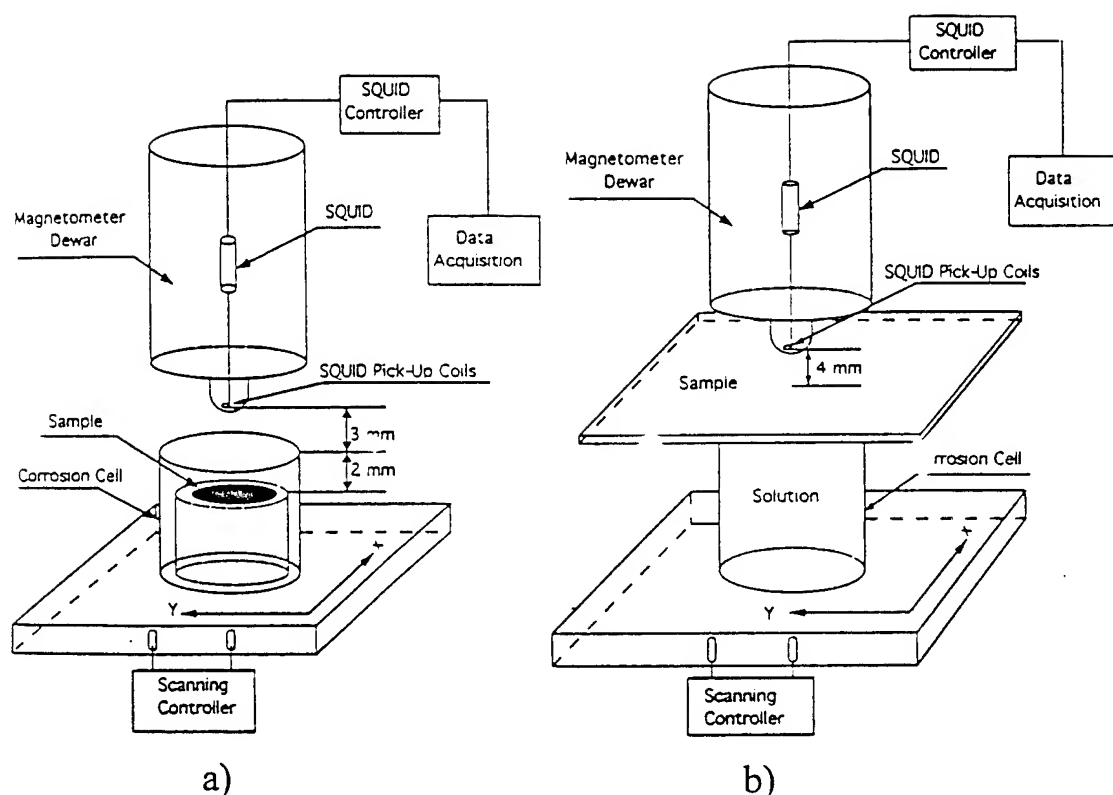 SQUID
Controller
Magnetometer
Dewar
SQUID
Data
Acquisition
SQUID Pick-Up Coils
Sample
3 mm
Corrosion Cell
2 mm
X
Y
Scanning
Controller
a)
SQUID
Controller
Magnetometer
Dewar
SQUID
Data
Acquisition
SQUID Pick-Up Coils
4 mm
Sample
rrosion Cell
Solution
X
Y
Scanning
Controller
b)